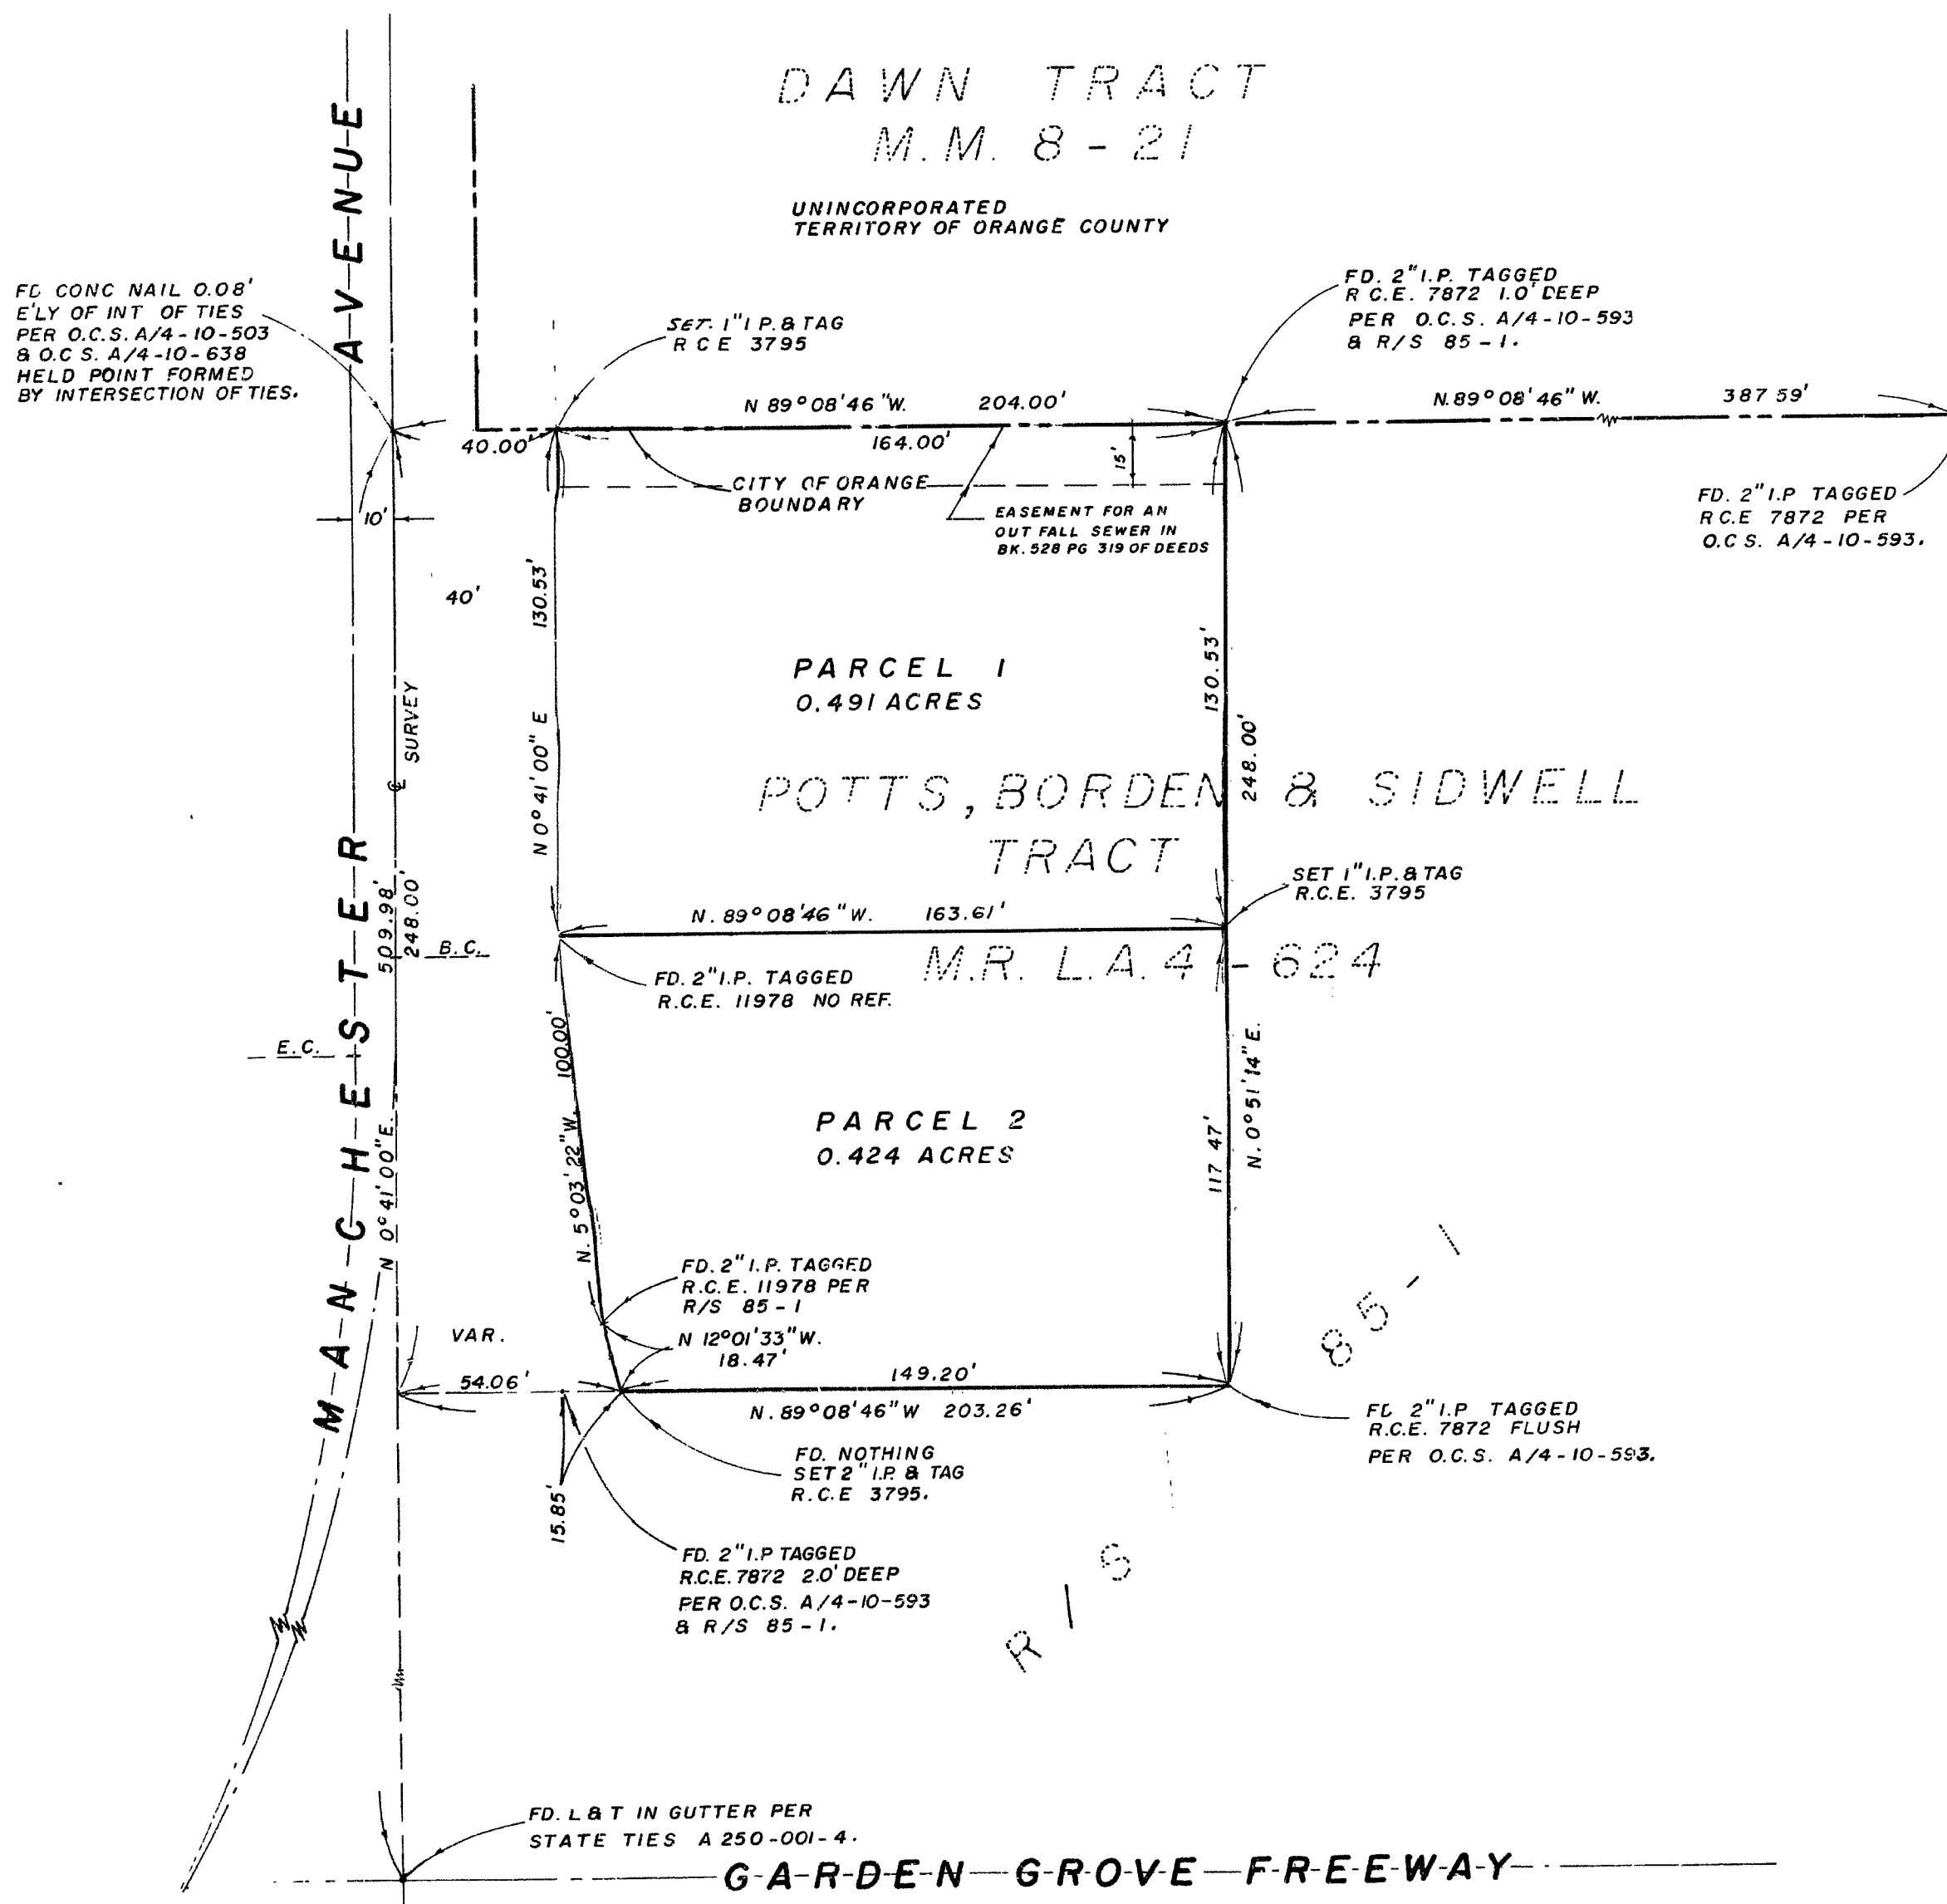 DAWN TRACT
M.M. 8 - 21
UNINCORPORATED
TERRITORY OF ORANGE COUNTY
MANCHESTER AVENUE
FD CONC NAIL 0.08'
E'LY OF INT OF TIES
PER O.C.S. A/4-10-503
& O.C S. A/4-10-638
HELD POINT FORMED
BY INTERSECTION OF TIES.
SET. 1" I P. & TAG
R C E 3795
FD. 2" I.P. TAGGED
R C.E. 7872 1.0' DEEP
PER O.C.S. A/4-10-593
& R/S 85-1.
N 89°08'46"W. 204.00'
N.89°08'46"W. 387 59'
40.00'
164.00'
15'
CITY OF ORANGE
BOUNDARY
EASEMENT FOR AN
OUT FALL SEWER IN
BK. 528 PG 319 OF DEEDS
FD. 2" I.P TAGGED
R C.E 7872 PER
O.C S. A/4-10-593.
10'
40'
130.53'
N 0°41'00" E
PARCEL 1
0.491 ACRES
130.53'
248.00'
℄ SURVEY
POTTS, BORDEN & SIDWELL
TRACT
SET 1" I.P. & TAG
R.C.E. 3795
509.98'
248.00'
N. 89°08'46"W. 163.61'
B.C.
M.R. L.A. 4 - 624
FD. 2" I.P. TAGGED
R.C.E. 11978 NO REF.
E.C.
100.00'
N. 5°03'22"W.
N 0°41'00"E.
PARCEL 2
0.424 ACRES
117 47'
N. 0°51'14"E.
FD. 2" I.P. TAGGED
R.C.E. 11978 PER
R/S 85-1
N 12°01'33"W.
18.47'
VAR.
54.06'
149.20'
N. 89°08'46"W 203.26'
FD 2" I.P TAGGED
R.C.E. 7872 FLUSH
PER O.C.S. A/4-10-593.
FD. NOTHING
SET 2" I.P. & TAG
R.C.E 3795.
15.85'
FD. 2" I.P TAGGED
R.C.E. 7872 2.0' DEEP
PER O.C.S. A/4-10-593
& R/S 85-1.
R / S 85 - 1
FD. L & T IN GUTTER PER
STATE TIES A 250-001-4.
GARDEN GROVE FREEWAY